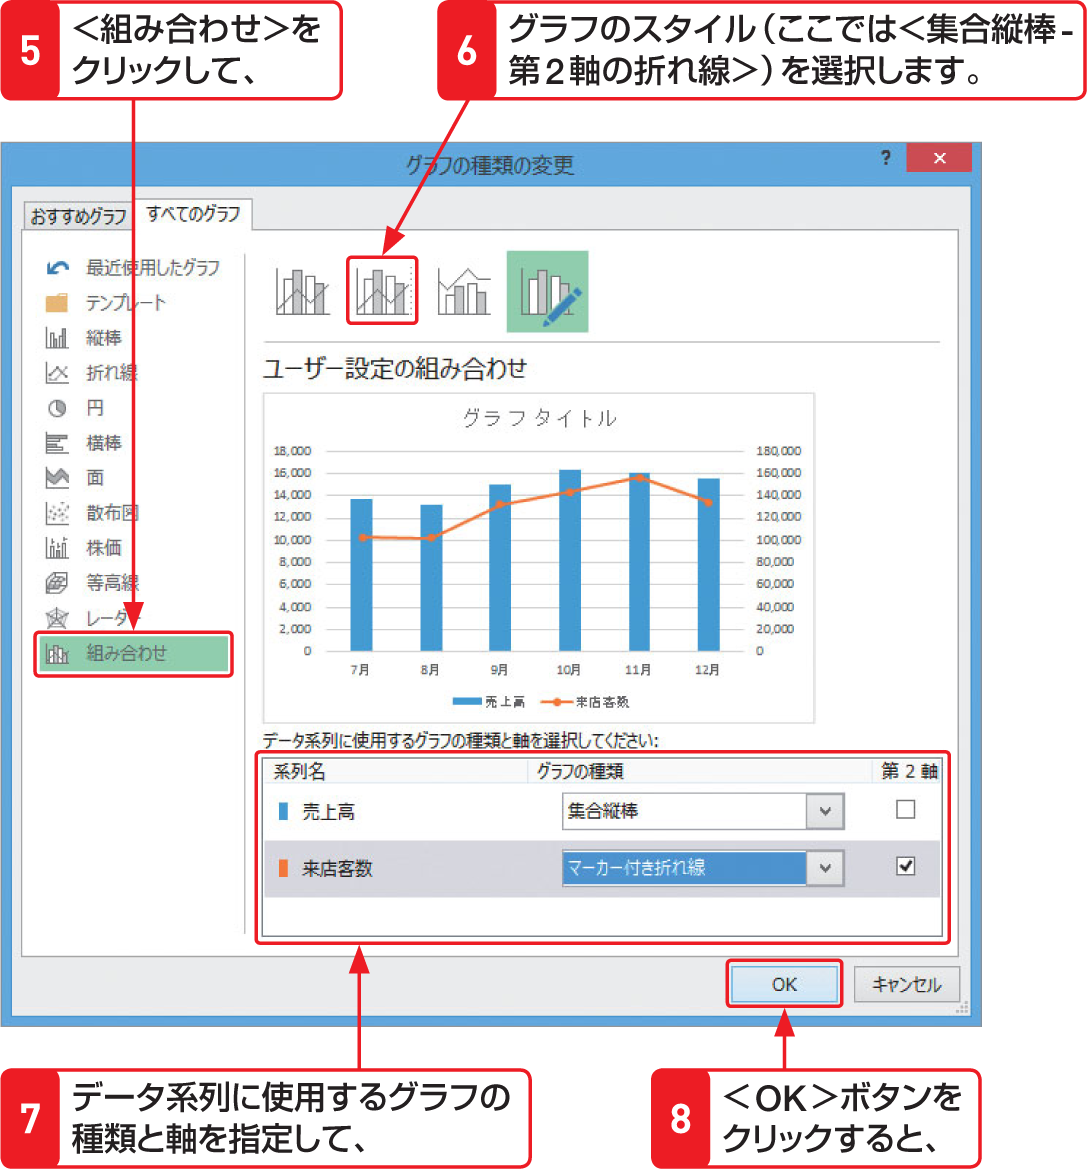 5
＜組み合わせ＞を
クリックして、
6
グラフのスタイル（ここでは＜集合縦棒-
第2軸の折れ線＞）を選択します。
グラフの種類の変更
?
×
おすすめグラフ
すべてのグラフ
最近使用したグラフ
テンプレート
縦棒
折れ線
円
横棒
面
散布図
株価
等高線
レーダー
組み合わせ
ユーザー設定の組み合わせ
グラフタイトル
18,000
16,000
14,000
12,000
10,000
8,000
6,000
4,000
2,000
0
180,000
160,000
140,000
120,000
100,000
80,000
60,000
40,000
20,000
0
7月 8月 9月 10月 11月 12月
売上高 来店客数
データ系列に使用するグラフの種類と軸を選択してください:
系列名 グラフの種類 第2軸
売上高 集合縦棒
来店客数 マーカー付き折れ線
OK キャンセル
7
データ系列に使用するグラフの
種類と軸を指定して、
8
＜OK＞ボタンを
クリックすると、